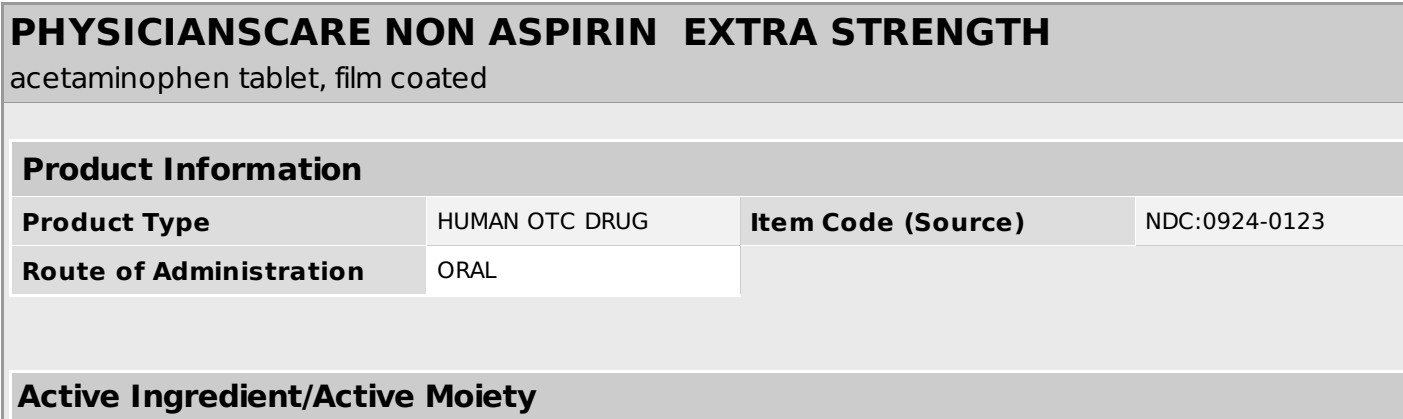 PHYSICIANSCARE NON ASPIRIN  EXTRA STRENGTH
acetaminophen tablet, film coated
Product Information
Product Type HUMAN OTC DRUG Item Code (Source) NDC:0924-0123
Route of Administration ORAL
Active Ingredient/Active Moiety